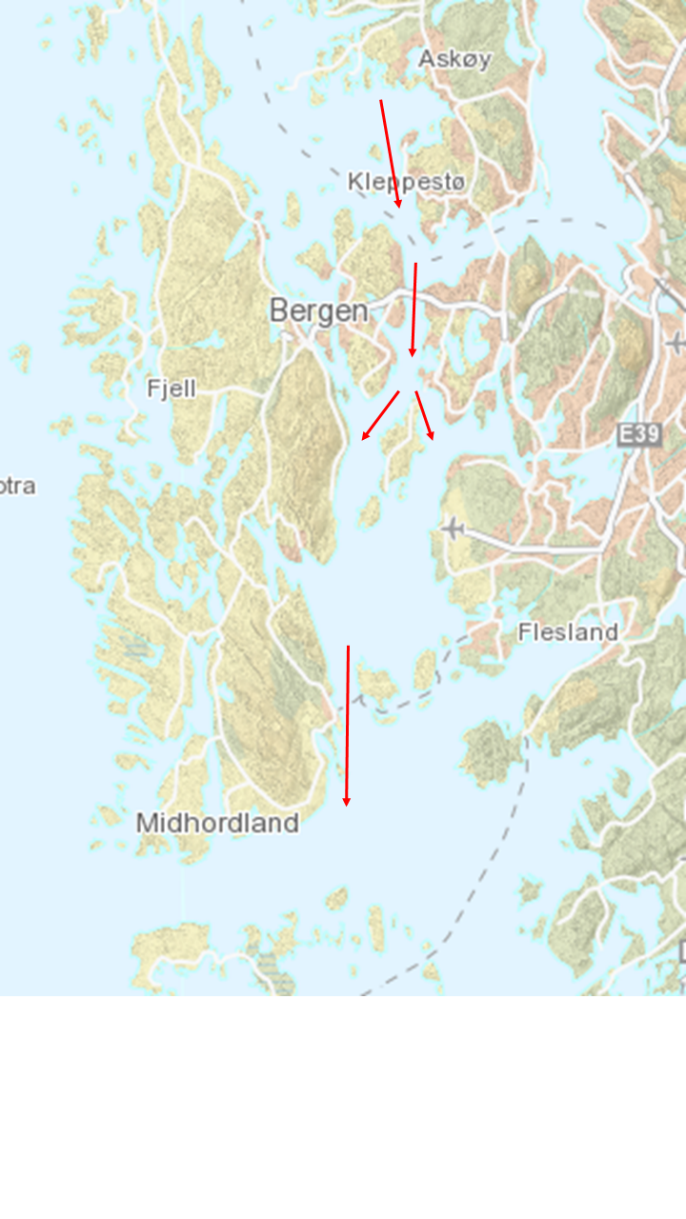 Askøy
Kleppestø
Bergen
Fjell
E39
otra
Flesland
Midhordland